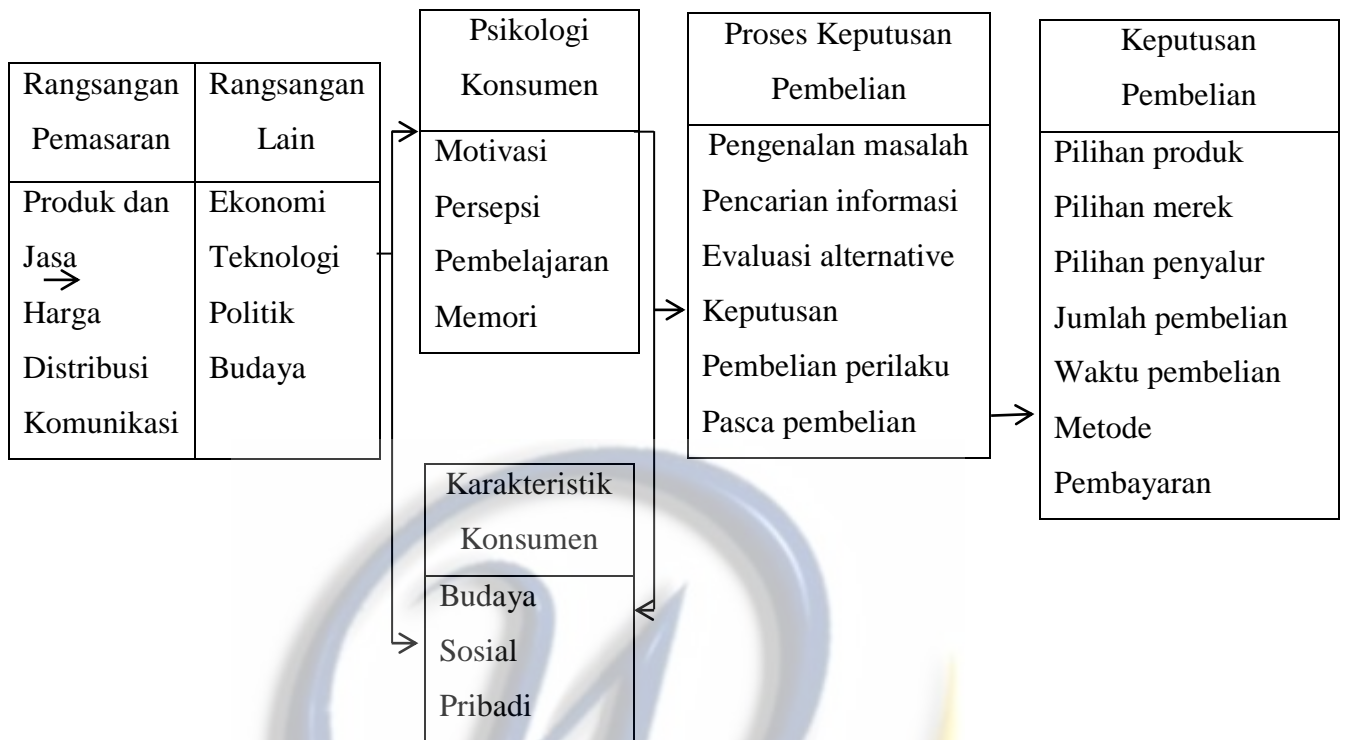 Rangsangan
Pemasaran
Produk dan
Jasa
Harga
Distribusi
Komunikasi
Rangsangan
Lain
Ekonomi
Teknologi
Politik
Budaya
Psikologi
Konsumen
Motivasi
Persepsi
Pembelajaran
Memori
Karakteristik
Konsumen
Budaya
Sosial
Pribadi
Proses Keputusan
Pembelian
Pengenalan masalah
Pencarian informasi
Evaluasi alternative
Keputusan
Pembelian perilaku
Pasca pembelian
Keputusan
Pembelian
Pilihan produk
Pilihan merek
Pilihan penyalur
Jumlah pembelian
Waktu pembelian
Metode
Pembayaran